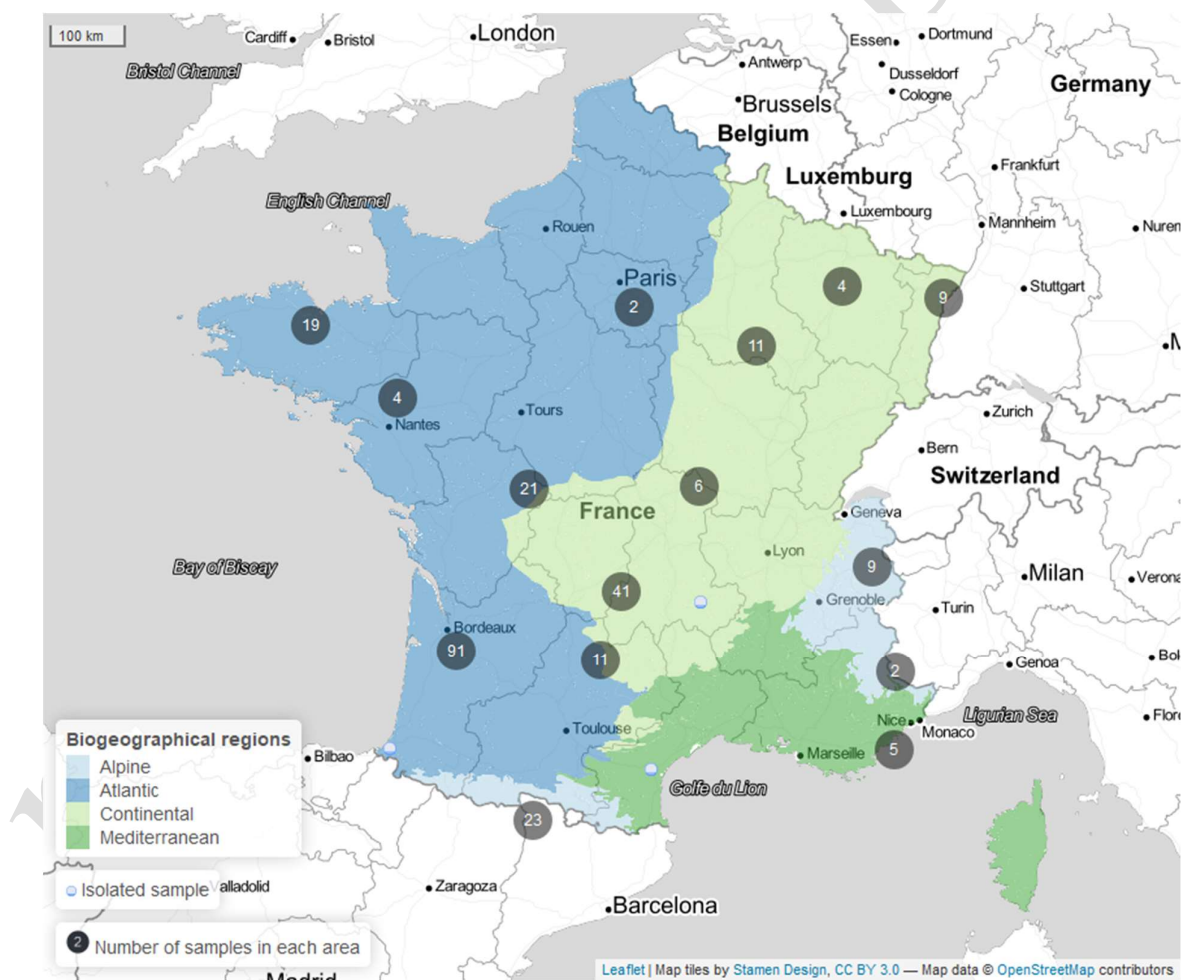 100 km
Cardiff
Bristol
London
Essen
Dortmund
Bristol Channel
Antwerp
Dusseldorf
Cologne
Germany
Brussels
Belgium
Frankfurt
Luxemburg
English Channel
Luxembourg
Rouen
Mannheim
Nurem
Paris
4
Stuttgart
2
9
19
11
M
4
Tours
Zurich
Nantes
Bern
Switzerland
21
6
France
Geneva
Lyon
Bay of Biscay
9
Milan
Verona
41
Grenoble
Turin
Bordeaux
91
11
2
Genoa
Bol
Nice
Ligurian Sea
Flore
Toulouse
Monaco
Biogeographical regions
Bilbao
Marseille
5
Alpine
Atlantic
Golfe du Lion
Continental
23
Mediterranean
Isolated sample
alladolid
Zaragoza
Barcelona
2 Number of samples in each area
Madrid
Leaflet | Map tiles by Stamen Design, CC BY 3.0 — Map data © OpenStreetMap contributors